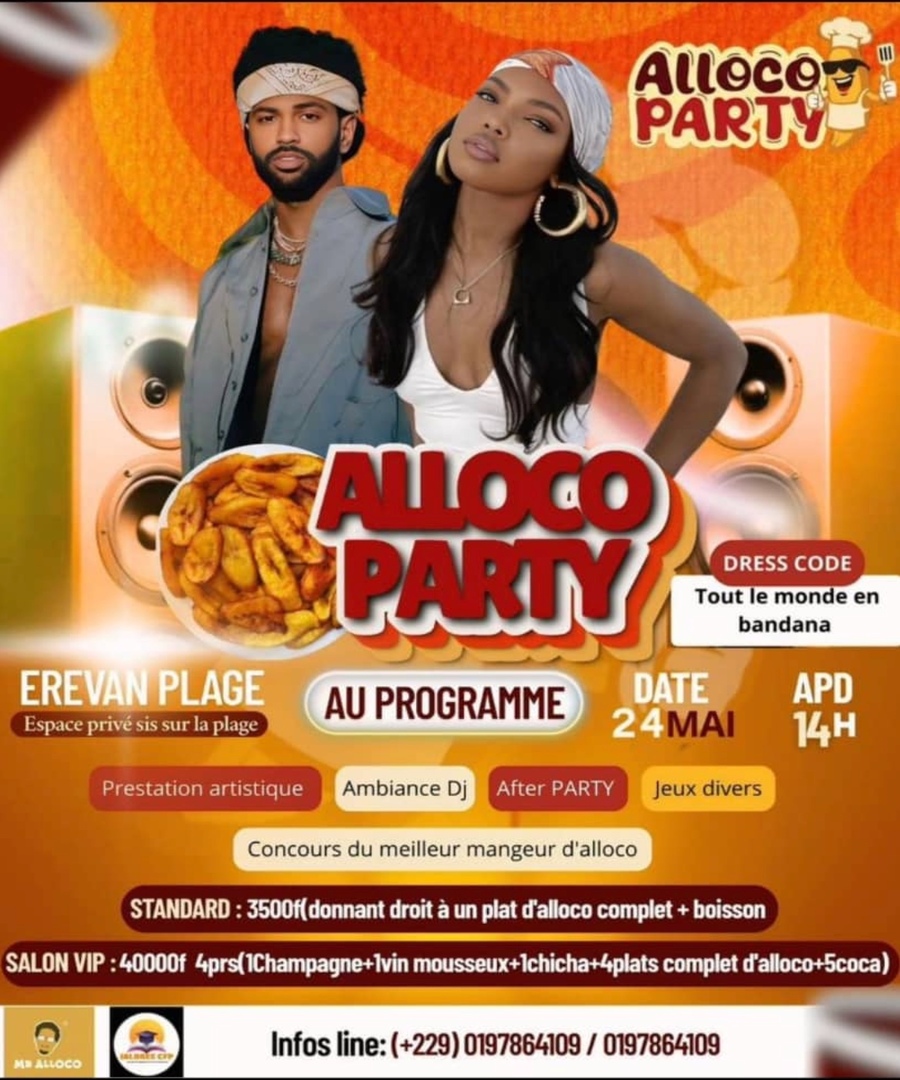 ALLOCO
PARTY
ALLOCO
PARTY
DRESS CODE
Tout le monde en
bandana
EREVAN PLAGE
Espace privé sis sur la plage
AU PROGRAMME
DATE
24MAI
APD
14H
Prestation artistique
Ambiance Dj
After PARTY
Jeux divers
Concours du meilleur mangeur d'alloco
STANDARD : 3500f(donnant droit à un plat d'alloco complet + boisson
SALON VIP : 40000f 4prs(1Champagne+1vin mousseux+1chicha+4plats complet d'alloco+5coca)
MR ALLOCO
Infos line: (+229) 0197864109 / 0197864109